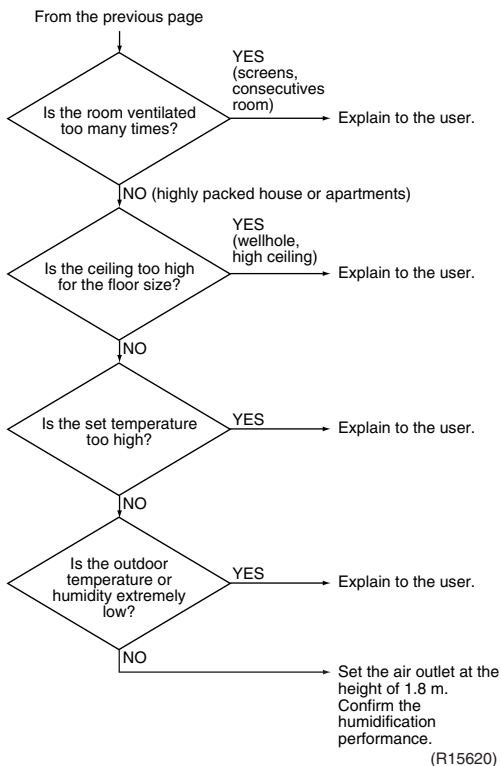 From the previous page
YES
(screens,
consecutives
room)
Is the room ventilated
too many times?
Explain to the user.
NO (highly packed house or apartments)
YES
(wellhole,
high ceiling)
Is the ceiling too high
for the floor size?
Explain to the user.
NO
Is the set temperature
too high?
YES
Explain to the user.
NO
Is the outdoor
temperature or
humidity extremely
low?
YES
Explain to the user.
NO
Set the air outlet at the
height of 1.8 m.
Confirm the
humidification
performance.
(R15620)